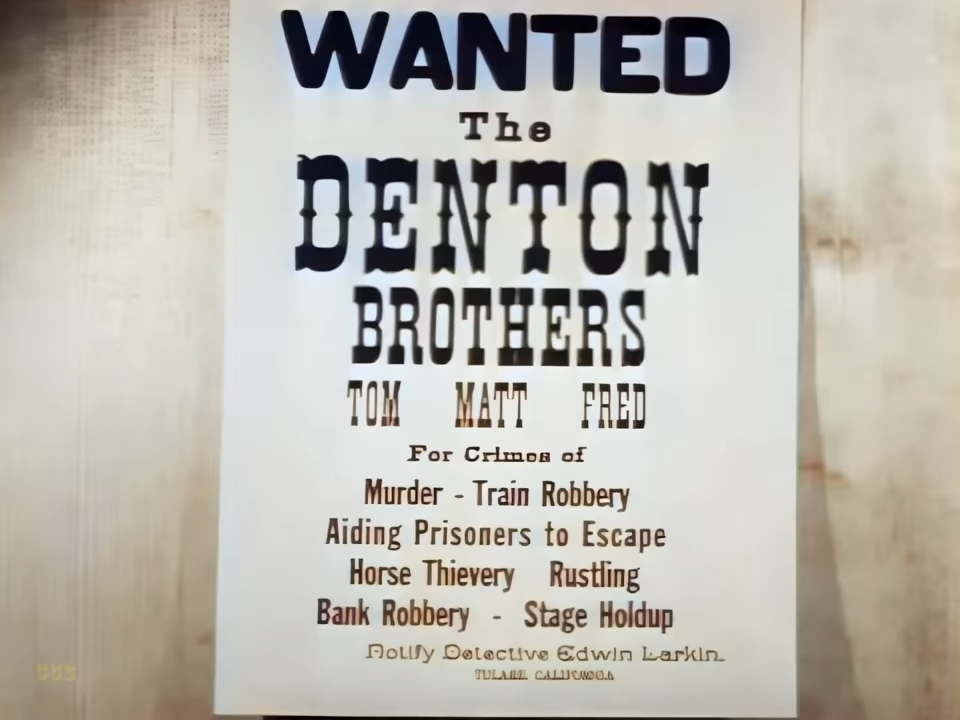 WANTED
The
DENTON
BROTHERS
TOM MATT FRED
For Crimes of
Murder - Train Robbery
Aiding Prisoners to Escape
Horse Thievery Rustling
Bank Robbery - Stage Holdup
Notify Detective Edwin Larkin